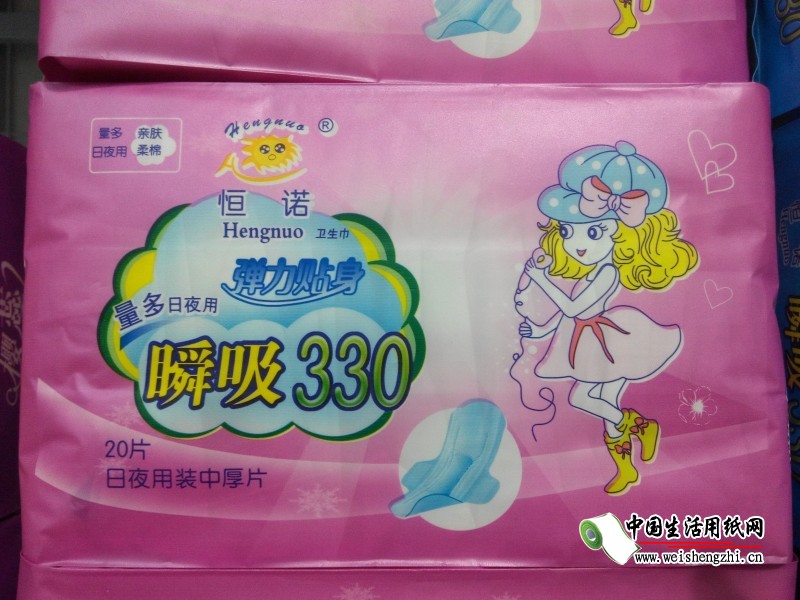 330
Hengnuo ®
量多 亲肤
日夜用 柔棉
恒诺
Hengnuo 卫生巾
弹力贴身
量多日夜用
瞬吸330
20片
日夜用装中厚片
中国生活用纸网
www.weishengzhi.cn